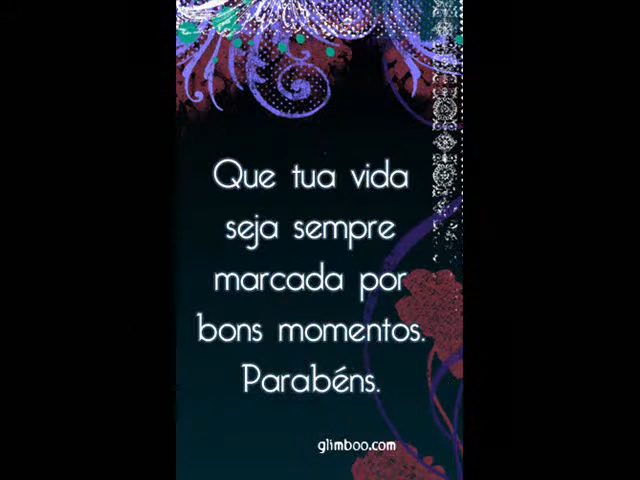 Que tua vida
seja sempre
marcada por
bons momentos.
Parabéns.
glimboo.com